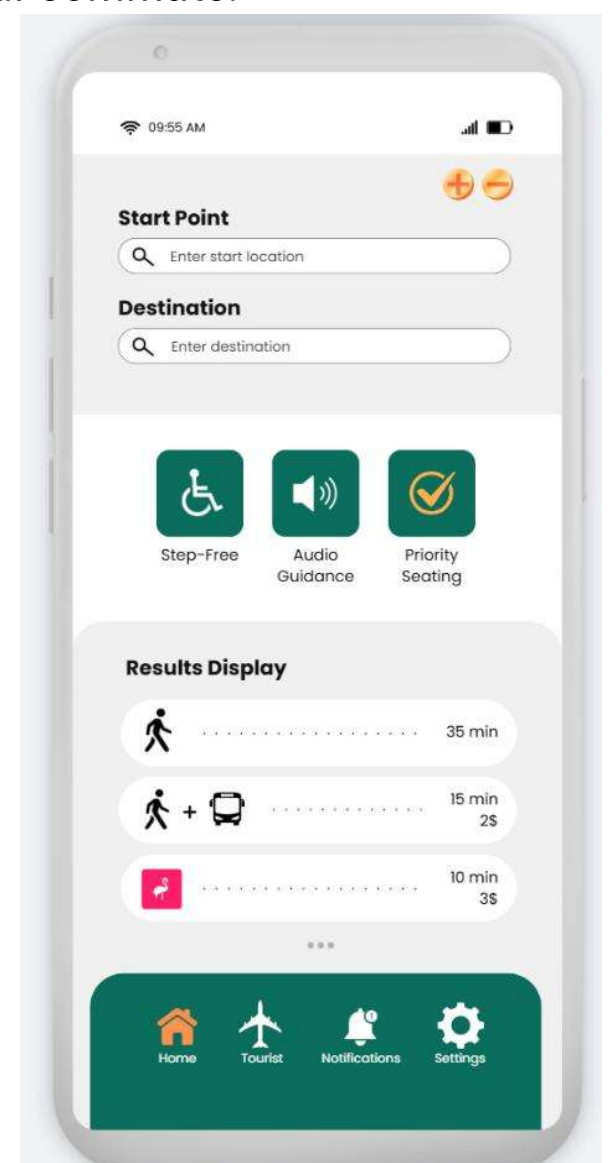 09:55 AM
Start Point
Enter start location
Destination
Enter destination
Step-Free
Audio
Guidance
Priority
Seating
Results Display
35 min
+
15 min
2$
10 min
3$
Home
Tourist
Notifications
Settings